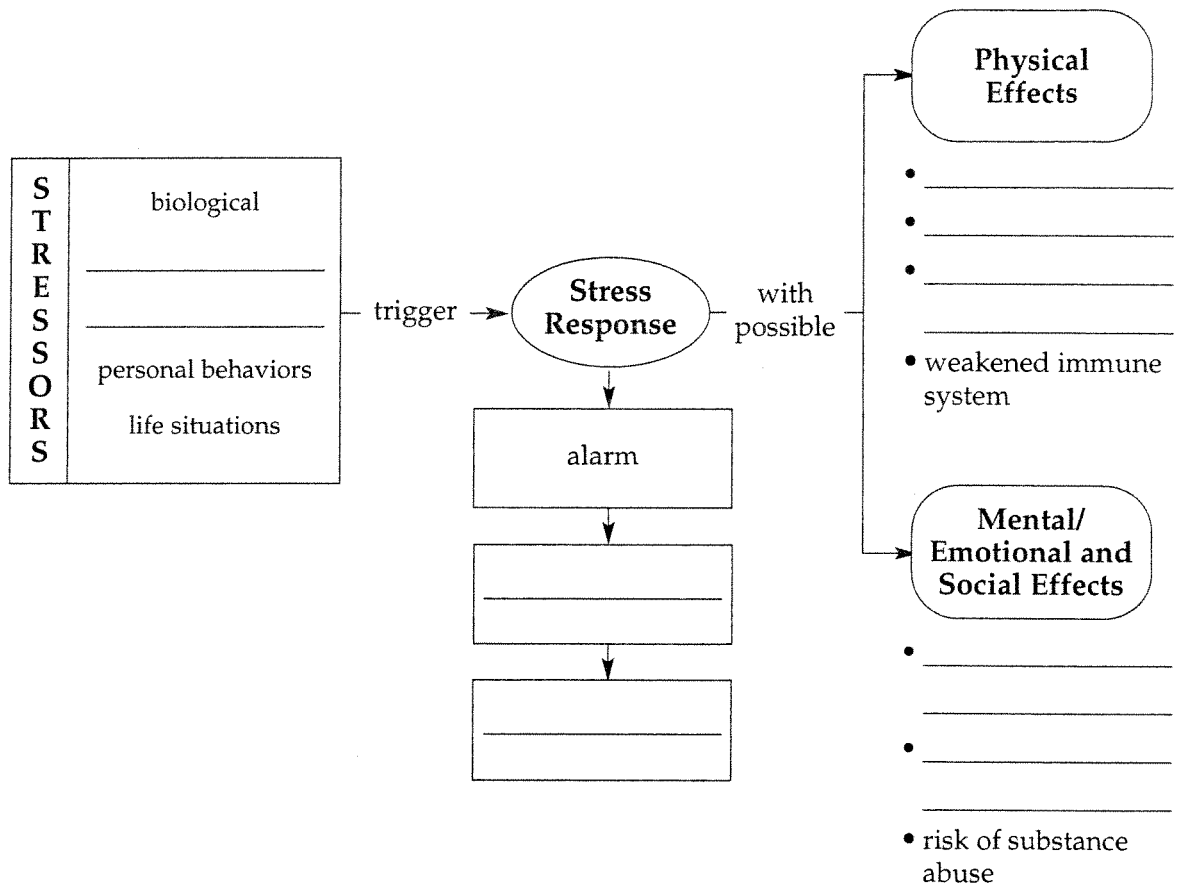 STRESSORS
biological
personal behaviors
life situations
trigger
Stress
Response
with
possible
alarm
Physical
Effects
• weakened immune
system
Mental/
Emotional and
Social Effects
• risk of substance
abuse